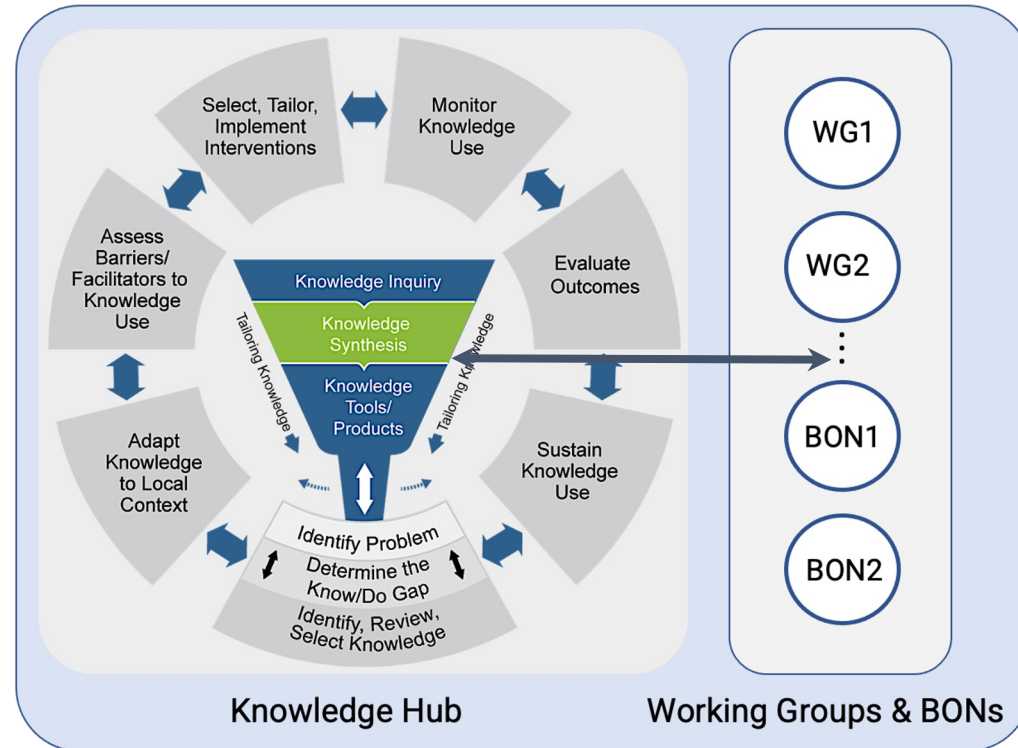 Select, Tailor,
Implement
Interventions
Monitor
Knowledge
Use
Assess
Barriers/
Facilitators to
Knowledge
Use
Evaluate
Outcomes
Knowledge Inquiry
Knowledge
Synthesis
Knowledge
Tools/
Products
Tailoring Knowledge
Tailoring Knowledge
Adapt
Knowledge
to Local
Context
Sustain
Knowledge
Use
Identify Problem
Determine the
Know/Do Gap
Identify, Review,
Select Knowledge
Knowledge Hub
WG1
WG2
⋮
BON1
BON2
Working Groups & BONs